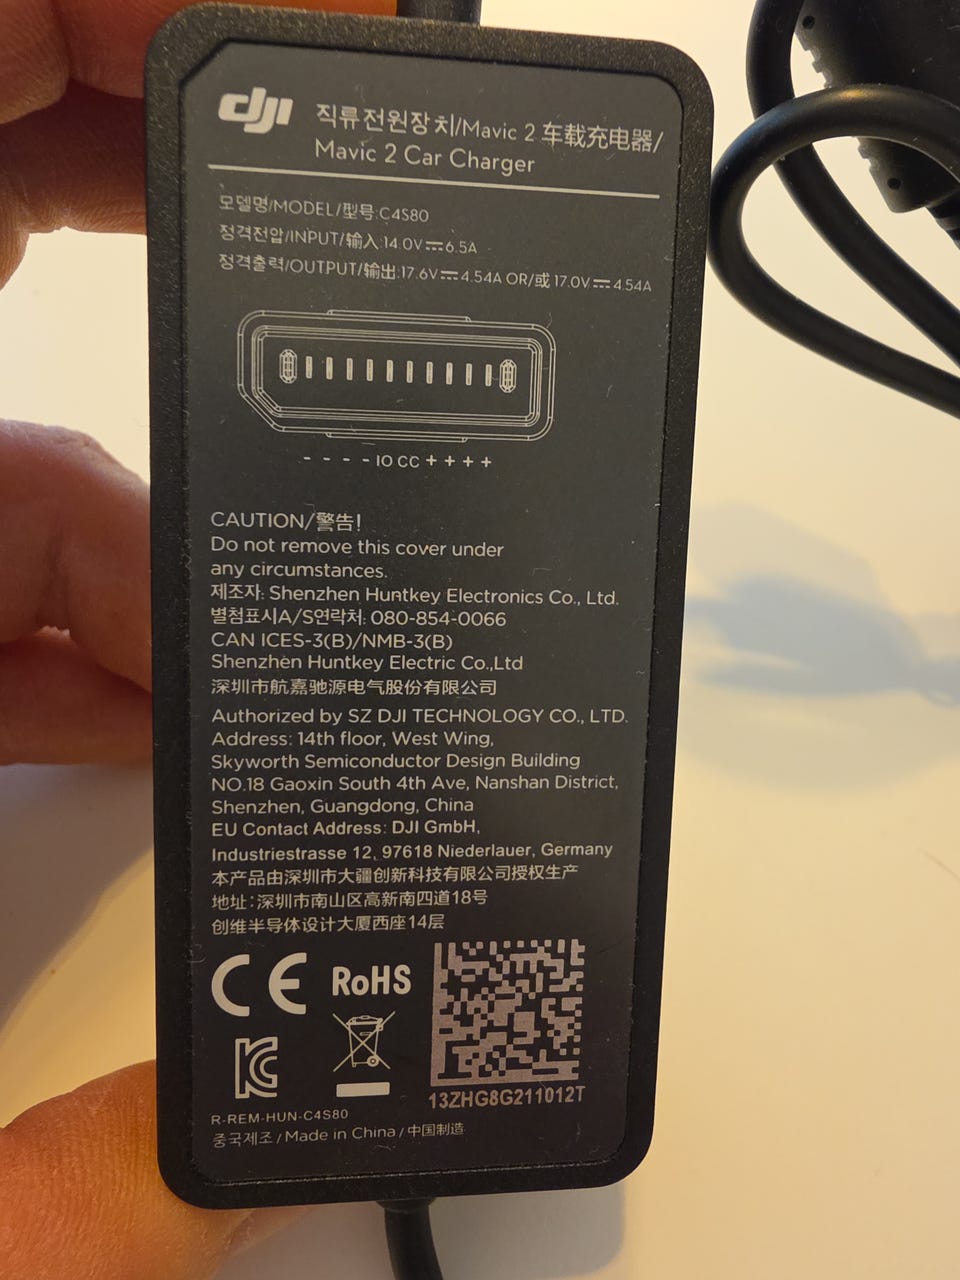 dji 직류전원장치/Mavic 2 车载充电器/
Mavic 2 Car Charger
모델명/MODEL/型号:C4S80
정격전압/INPUT/输入:14.0V⎓6.5A
정격출력/OUTPUT/输出:17.6V⎓4.54A OR/或 17.0V⎓4.54A
- - - - IO CC + + + +
CAUTION/警告!
Do not remove this cover under
any circumstances.
제조자: Shenzhen Huntkey Electronics Co., Ltd.
별첨표시A/S연락처: 080-854-0066
CAN ICES-3(B)/NMB-3(B)
Shenzhen Huntkey Electric Co.,Ltd
深圳市航嘉驰源电气股份有限公司
Authorized by SZ DJI TECHNOLOGY CO., LTD.
Address: 14th floor, West Wing,
Skyworth Semiconductor Design Building
NO.18 Gaoxin South 4th Ave, Nanshan District,
Shenzhen, Guangdong, China
EU Contact Address: DJI GmbH,
Industriestrasse 12, 97618 Niederlauer, Germany
本产品由深圳市大疆创新科技有限公司授权生产
地址:深圳市南山区高新南四道18号
创维半导体设计大厦西座14层
CE RoHS
13ZHG8G211012T
R-REM-HUN-C4S80
중국제조 / Made in China / 中国制造